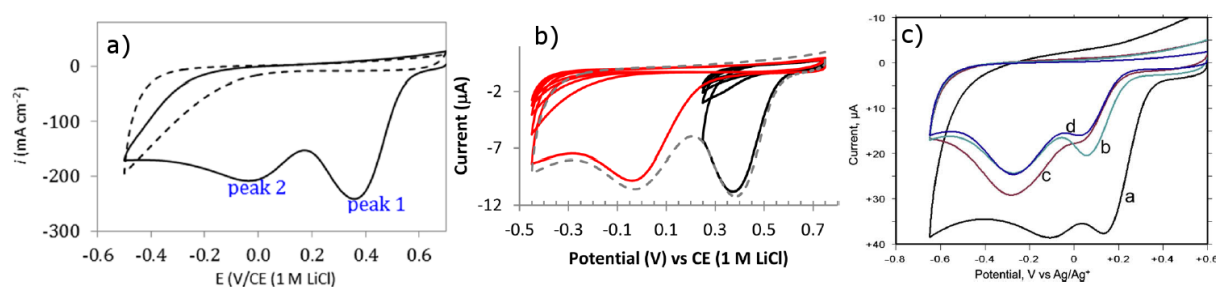 a)
0
-100
-200
-300
i (mA cm⁻²)
peak 2
peak 1
-0.6 -0.4 -0.2 0.0 0.2 0.4 0.6
E (V/CE (1 M LiCl)
b)
-2
-7
-12
Current (µA)
-0.5 -0.3 -0.1 0.1 0.3 0.5 0.7
Potential (V) vs CE (1 M LiCl)
c)
-10
0
+10
+20
+30
+40
Current, µA
d
b
c
a
-0.8 -0.6 -0.4 -0.2 0 +0.2 +0.4 +0.6
Potential, V vs Ag/Ag⁺